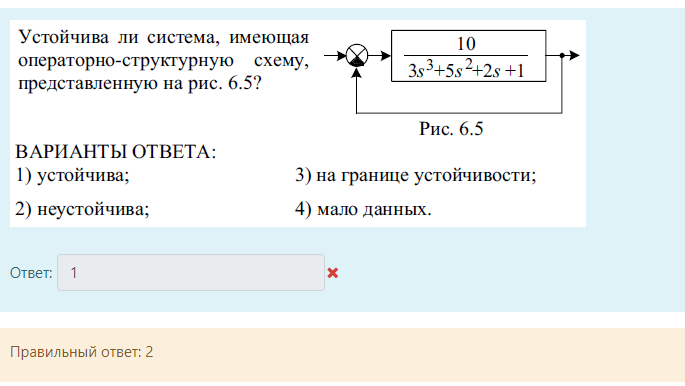 Устойчива ли система, имеющая
операторно-структурную схему,
представленную на рис. 6.5?
10
3s³+5s²+2s +1
Рис. 6.5
ВАРИАНТЫ ОТВЕТА:
1) устойчива; 3) на границе устойчивости;
2) неустойчива; 4) мало данных.
Ответ: 1
Правильный ответ: 2